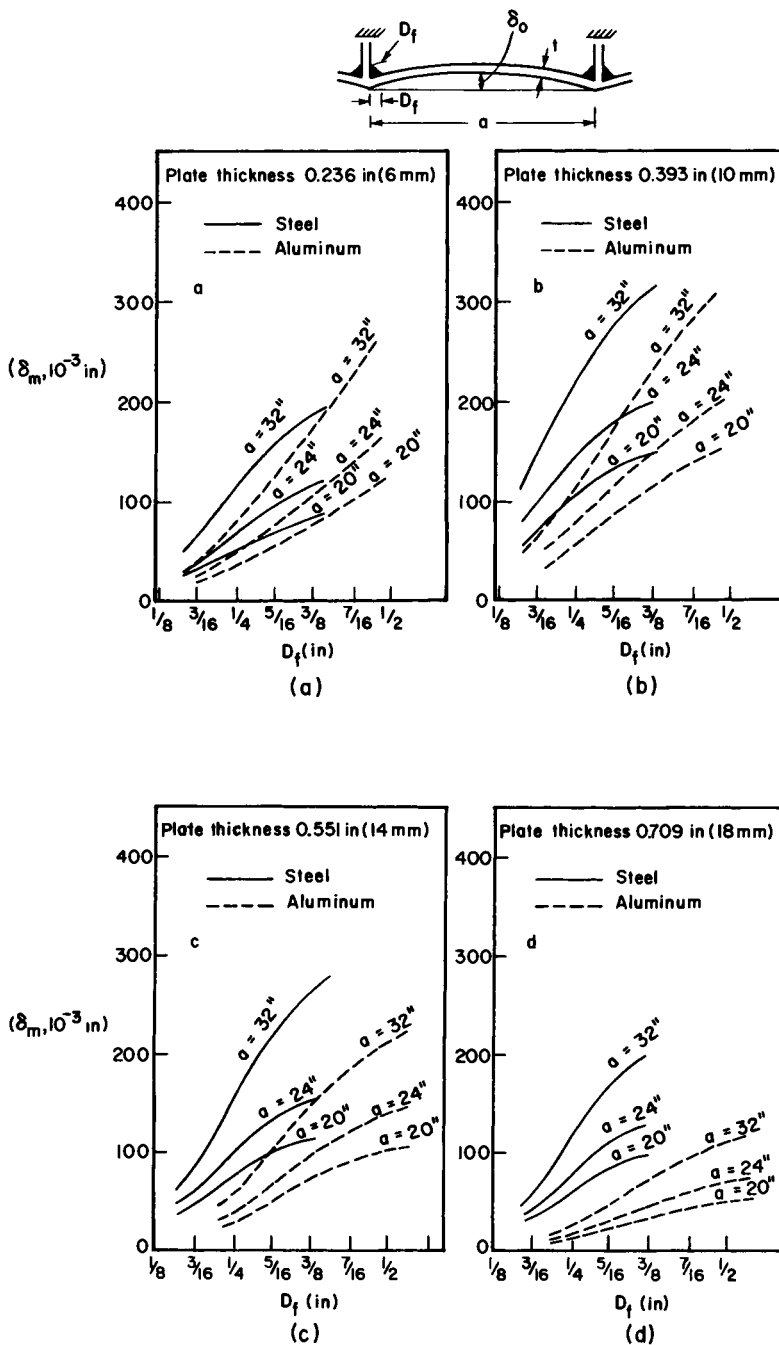 D_f
δ_o
t
D_f
a
Plate thickness 0.236 in (6 mm)
400
Steel
Aluminum
a
300
a = 32"
(δ_m, 10⁻³ in)
200
a = 32"
a = 24"
a = 24"
a = 20"
a = 20"
100
0
1/8 3/16 1/4 5/16 3/8 7/16 1/2
D_f (in)
(a)
Plate thickness 0.393 in (10 mm)
400
Steel
Aluminum
b
300
a = 32"
a = 32"
a = 24"
200
a = 24"
a = 20"
a = 20"
100
0
1/8 3/16 1/4 5/16 3/8 7/16 1/2
D_f (in)
(b)
Plate thickness 0.551 in (14 mm)
400
Steel
Aluminum
c
300
(δ_m, 10⁻³ in)
a = 32"
a = 32"
200
a = 24"
a = 24"
a = 20"
a = 20"
100
0
1/8 3/16 1/4 5/16 3/8 7/16 1/2
D_f (in)
(c)
Plate thickness 0.709 in (18 mm)
400
Steel
Aluminum
d
300
a = 32"
200
a = 24"
a = 20"
a = 32"
100
a = 24"
a = 20"
0
1/8 3/16 1/4 5/16 3/8 7/16 1/2
D_f (in)
(d)